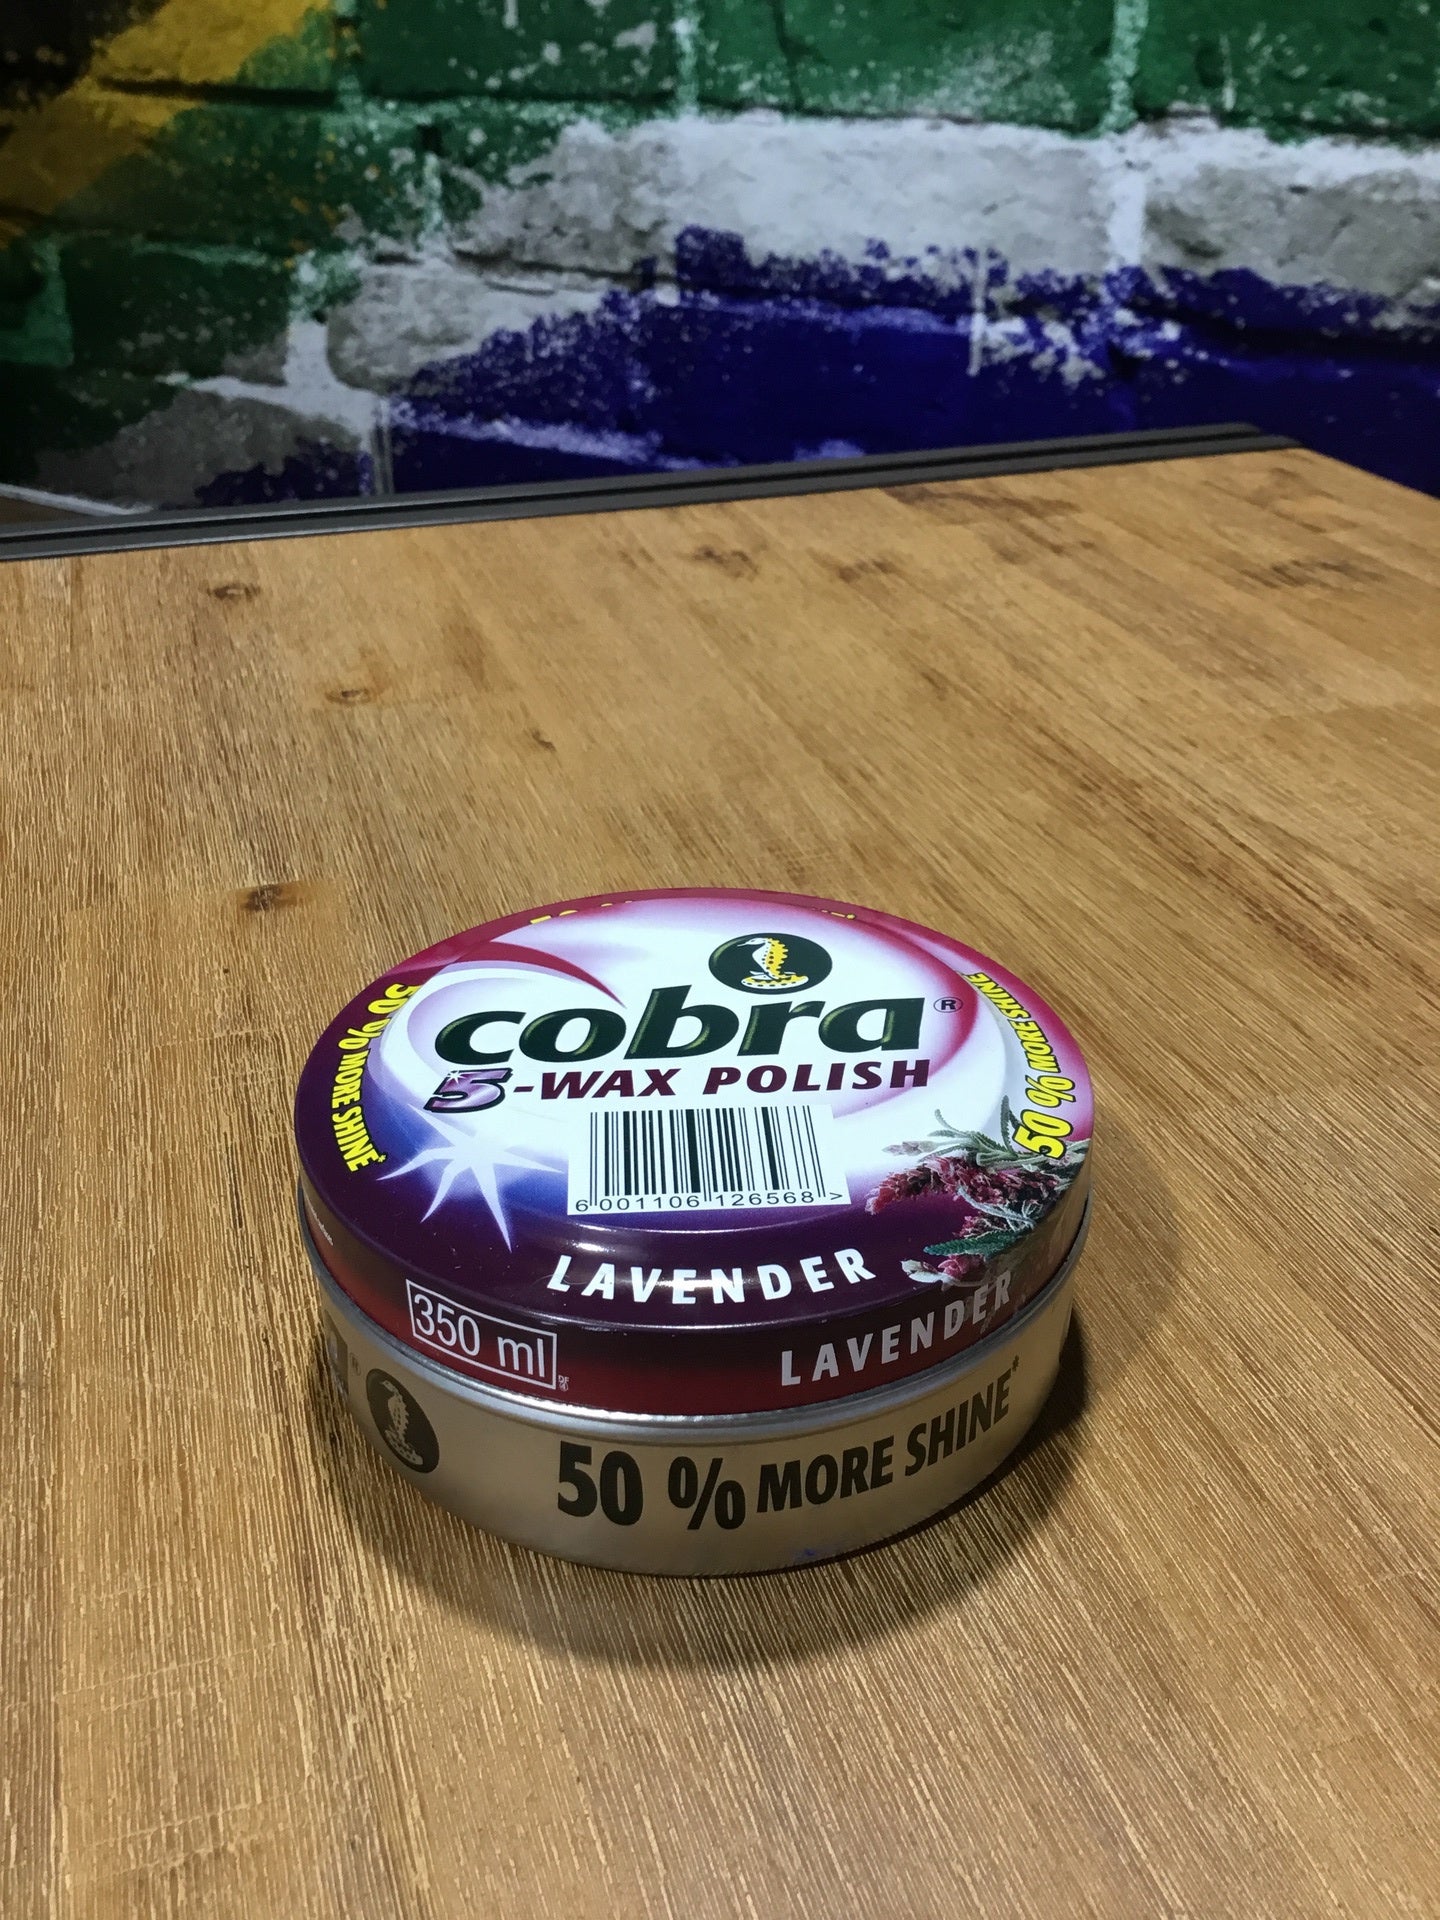 cobra®
5-WAX POLISH
50 % MORE SHINE*
50 % MORE SHINE*
6 001106 126568 >
LAVENDER
350 ml
LAVENDER
®
50 % MORE SHINE*